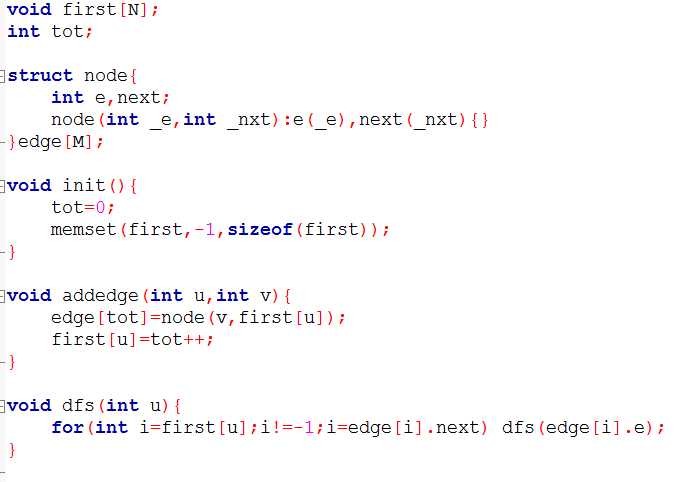 void first[N];
int tot;
struct node{
int e,next;
node(int _e,int _nxt):e(_e),next(_nxt){}
}edge[M];
void init(){
tot=0;
memset(first,-1,sizeof(first));
}
void addedge(int u,int v){
edge[tot]=node(v,first[u]);
first[u]=tot++;
}
void dfs(int u){
for(int i=first[u];i!=-1;i=edge[i].next) dfs(edge[i].e);
}